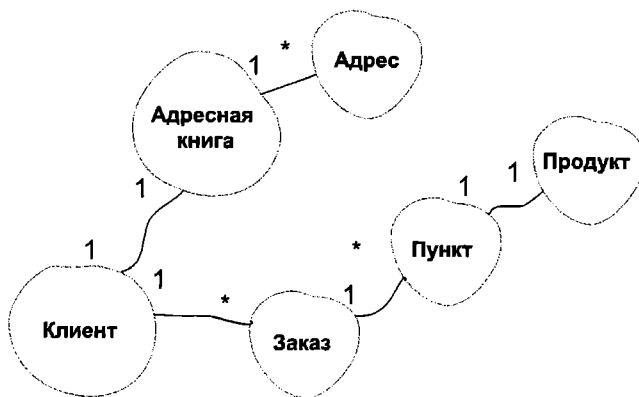 1
*
Адрес
Адресная
книга
1
1
1
Продукт
1
1
*
Пункт
Клиент
1
*
Заказ
1